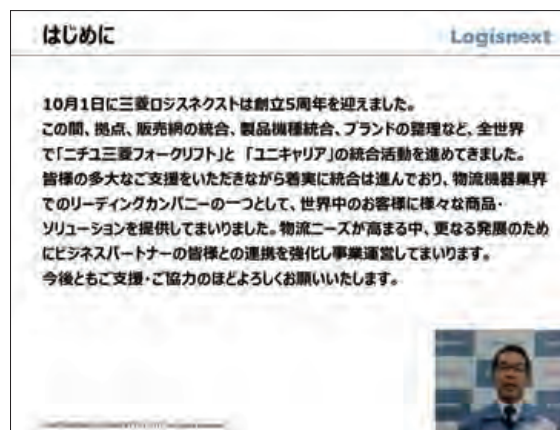 はじめに
Logisnext
10月1日に三菱ロジスネクストは創立5周年を迎えました。
この間、拠点、販売網の統合、製品機種統合、ブランドの整理など、全世界
で「ニチユ三菱フォークリフト」と 「ユニキャリア」の統合活動を進めてきました。
皆様の多大なご支援をいただきながら着実に統合は進んでおり、物流機器業界
でのリーディングカンパニーの一つとして、世界中のお客様に様々な商品・
ソリューションを提供してまいりました。物流ニーズが高まる中、更なる発展のため
にビジネスパートナーの皆様との連携を強化し事業運営してまいります。
今後ともご支援・ご協力のほどよろしくお願いいたします。